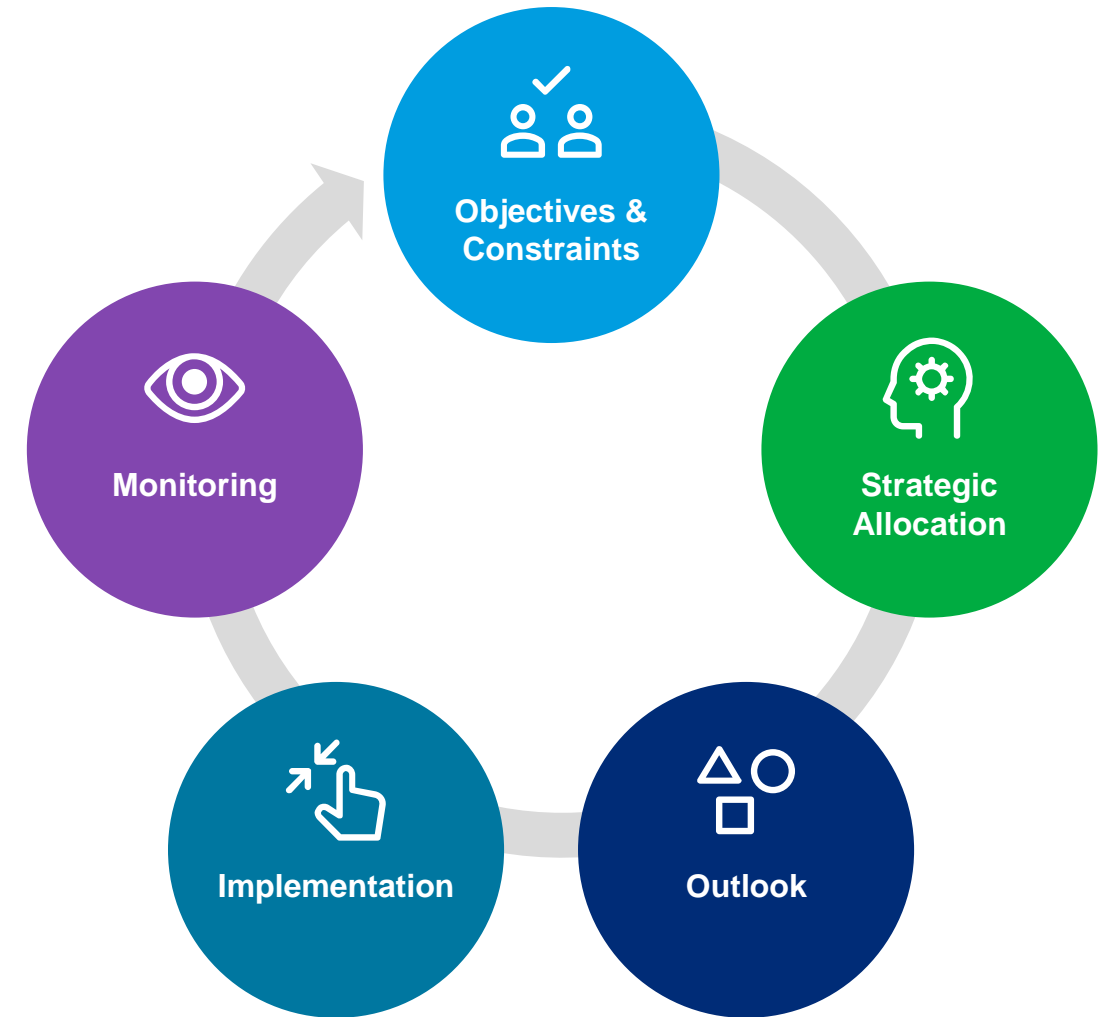 Objectives &
Constraints
Strategic
Allocation
Outlook
Implementation
Monitoring